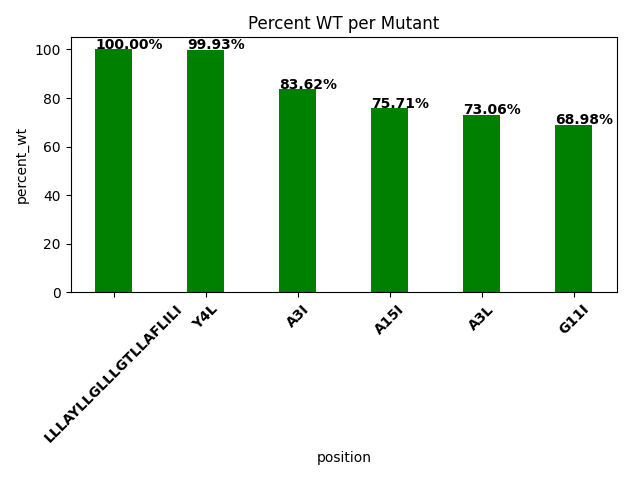 Percent WT per Mutant
percent_wt
100
80
60
40
20
0
100.00%
99.93%
83.62%
75.71%
73.06%
68.98%
LLLAYLLGLLLGTLLAFLILI
Y4L
A3I
A15I
A3L
G11I
position